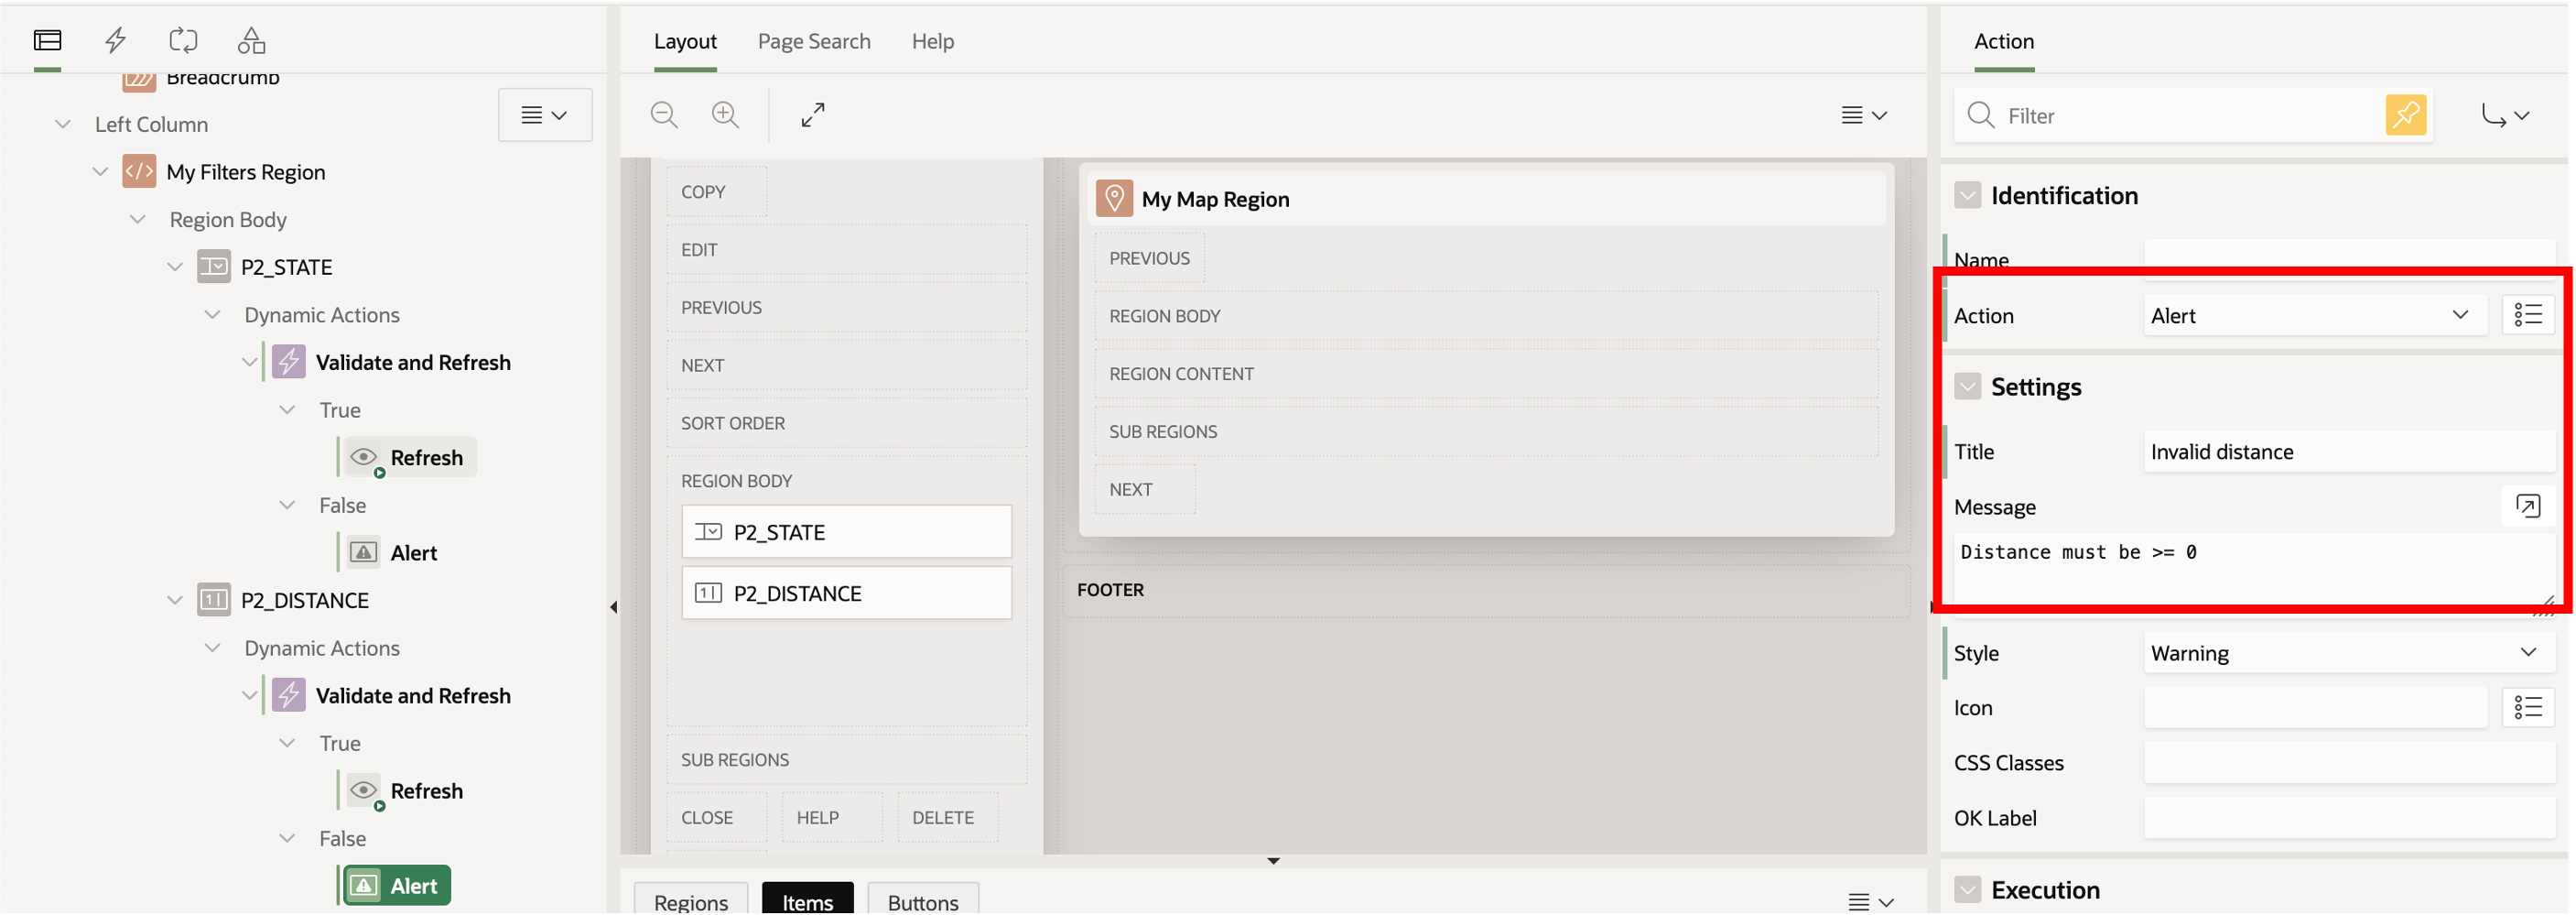 Breadcrumb
Left Column
My Filters Region
Region Body
P2_STATE
Dynamic Actions
Validate and Refresh
True
Refresh
False
Alert
P2_DISTANCE
Dynamic Actions
Validate and Refresh
True
Refresh
False
Alert
Layout Page Search Help
COPY
EDIT
PREVIOUS
NEXT
SORT ORDER
REGION BODY
P2_STATE
P2_DISTANCE
SUB REGIONS
CLOSE HELP DELETE
My Map Region
PREVIOUS
REGION BODY
REGION CONTENT
SUB REGIONS
NEXT
FOOTER
Regions Items Buttons
Action
Filter
Identification
Name
Action Alert
Settings
Title Invalid distance
Message
Distance must be >= 0
Style Warning
Icon
CSS Classes
OK Label
Execution